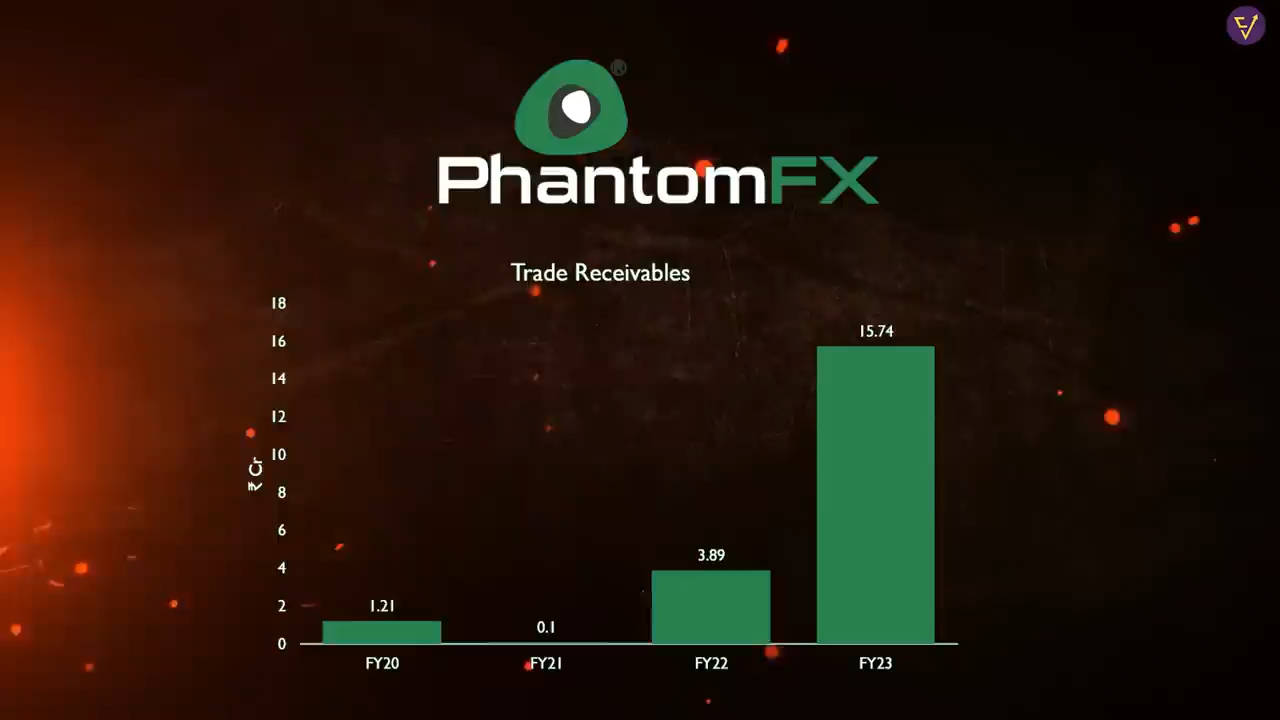 ®
PhantomFX
Trade Receivables
18
16
14
12
10
8
6
4
2
0
₹ Cr
1.21
0.1
3.89
15.74
FY20
FY21
FY22
FY23